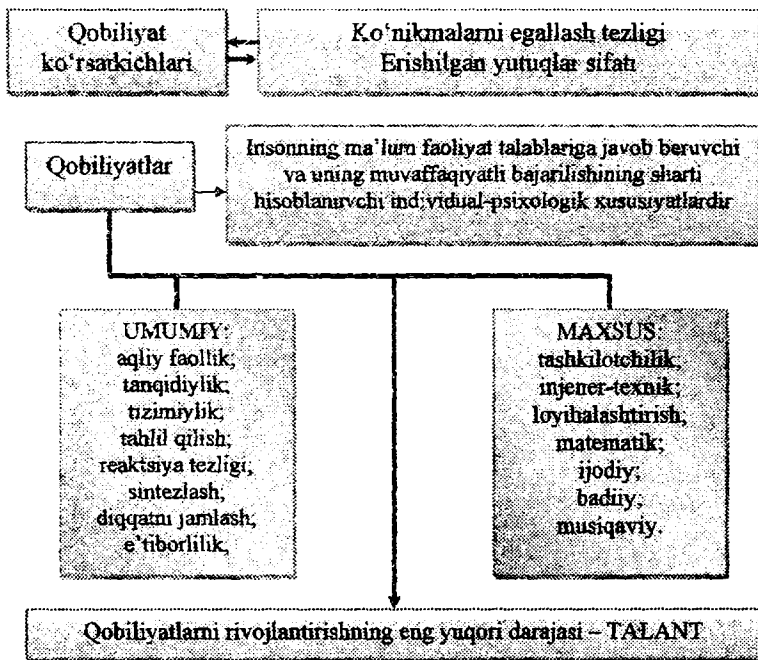 Qobiliyat
ko‘rsatkichlari
Ko‘nikmalarni egallash tezligi
Erishilgan yutuqlar sifati
Qobiliyatlar
Insonning ma’lum faoliyat talablariga javob beruvchi
va uning muvaffaqiyatli bajarilishining sharti
hisoblanuvchi individual-psixologik xususiyatlardir
UMUMIY:
aqliy faollik;
tanqidiylik;
tizimiylik;
tahlil qilish;
reaktsiya tezligi;
sintezlash;
diqqatni jamlash;
e’tiborlilik,
MAXSUS:
tashkilotchilik;
injener-texnik;
loyihalashtirish,
matematik;
ijodiy;
badiiy;
musiqaviy.
Qobiliyatlarni rivojlantirishning eng yuqori darajasi – TALANT